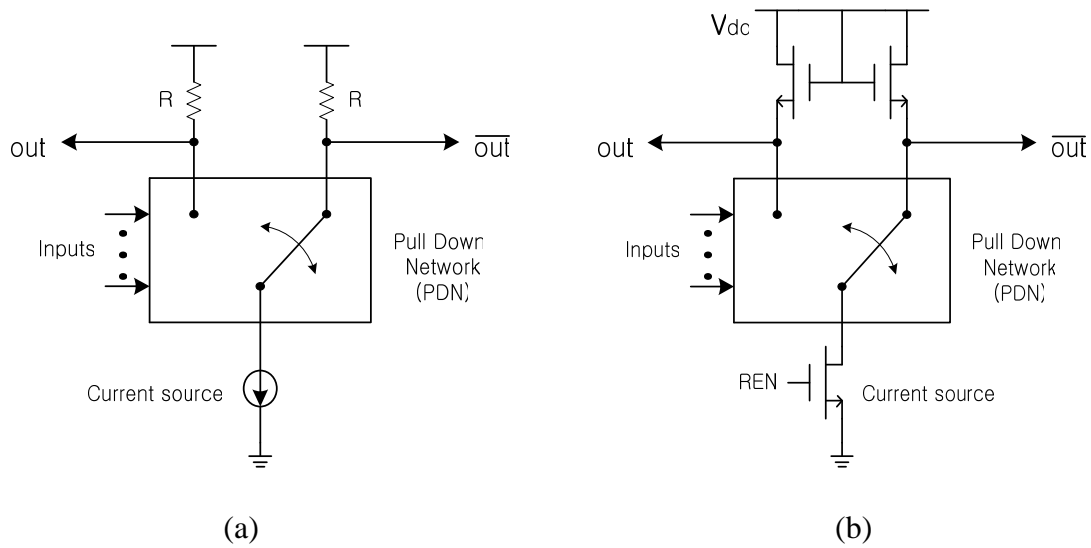 R
R
out
out
Inputs
Pull Down
Network
(PDN)
Current source
(a)
Vdc
out
out
Inputs
Pull Down
Network
(PDN)
REN
Current source
(b)